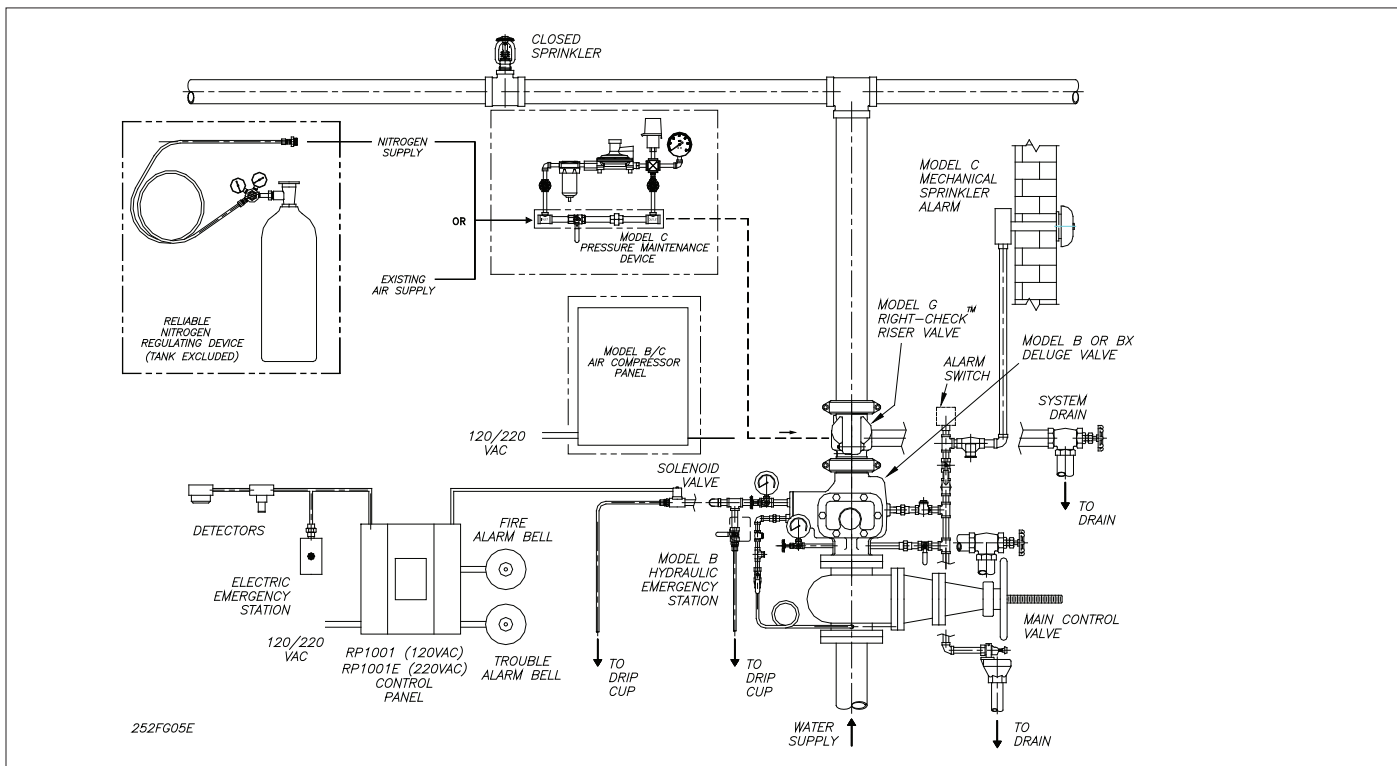 CLOSED
SPRINKLER
NITROGEN
SUPPLY
OR
EXISTING
AIR SUPPLY
RELIABLE
NITROGEN
REGULATING DEVICE
(TANK EXCLUDED)
MODEL C
PRESSURE MAINTENANCE
DEVICE
MODEL C
MECHANICAL
SPRINKLER
ALARM
MODEL B/C
AIR COMPRESSOR
PANEL
120/220
VAC
MODEL G
RIGHT-CHECK™
RISER VALVE
MODEL B OR BX
DELUGE VALVE
ALARM
SWITCH
SYSTEM
DRAIN
TO
DRAIN
SOLENOID
VALVE
DETECTORS
ELECTRIC
EMERGENCY
STATION
120/220
VAC
FIRE
ALARM BELL
TROUBLE
ALARM BELL
RP1001 (120VAC)
RP1001E (220VAC)
CONTROL
PANEL
MODEL B
HYDRAULIC
EMERGENCY
STATION
TO
DRIP
CUP
TO
DRIP
CUP
MAIN CONTROL
VALVE
WATER
SUPPLY
TO
DRAIN
252FG05E